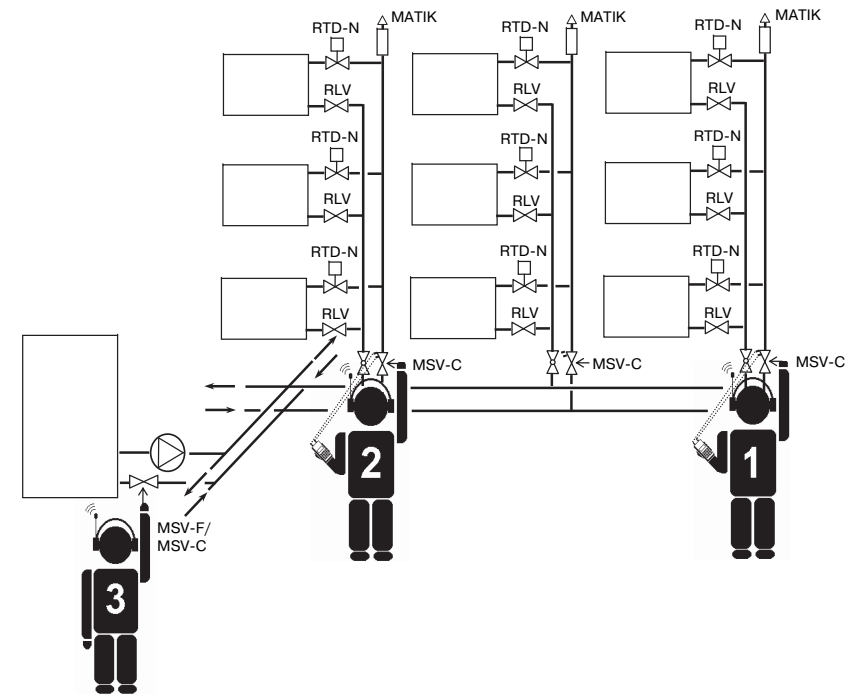 MATIK
MATIK
MATIK
RTD-N
RTD-N
RTD-N
RLV
RLV
RLV
RTD-N
RTD-N
RTD-N
RLV
RLV
RLV
RTD-N
RTD-N
RTD-N
RLV
RLV
RLV
MSV-C
MSV-C
MSV-C
2
1
MSV-F/
MSV-C
3